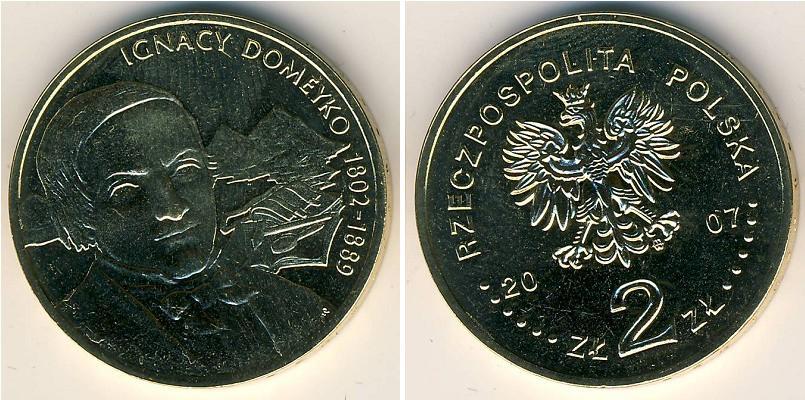 IGNACY DOMEYKO 1802-1889
RZECZPOSPOLITA POLSKA
20 07
ZŁ 2 ZŁ